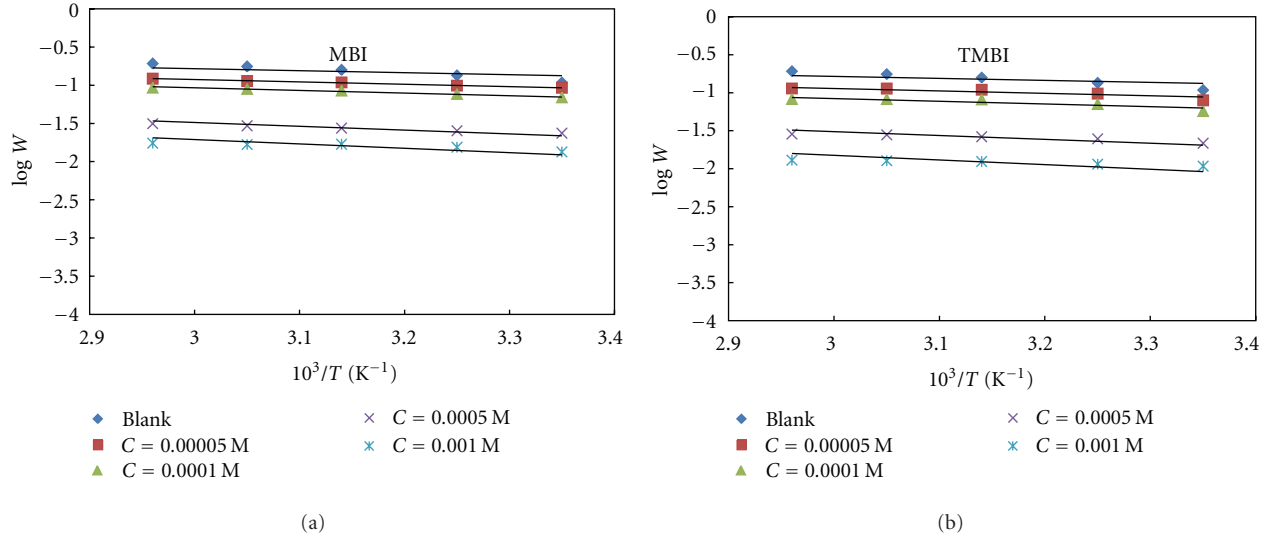 0
−0.5
−1
−1.5
−2
−2.5
−3
−3.5
−4
log W
MBI
2.9
3
3.1
3.2
3.3
3.4
10³/T (K⁻¹)
Blank
C = 0.00005 M
C = 0.0001 M
C = 0.0005 M
C = 0.001 M
(a)
0
−0.5
−1
−1.5
−2
−2.5
−3
−3.5
−4
log W
TMBI
2.9
3
3.1
3.2
3.3
3.4
10³/T (K⁻¹)
Blank
C = 0.00005 M
C = 0.0001 M
C = 0.0005 M
C = 0.001 M
(b)